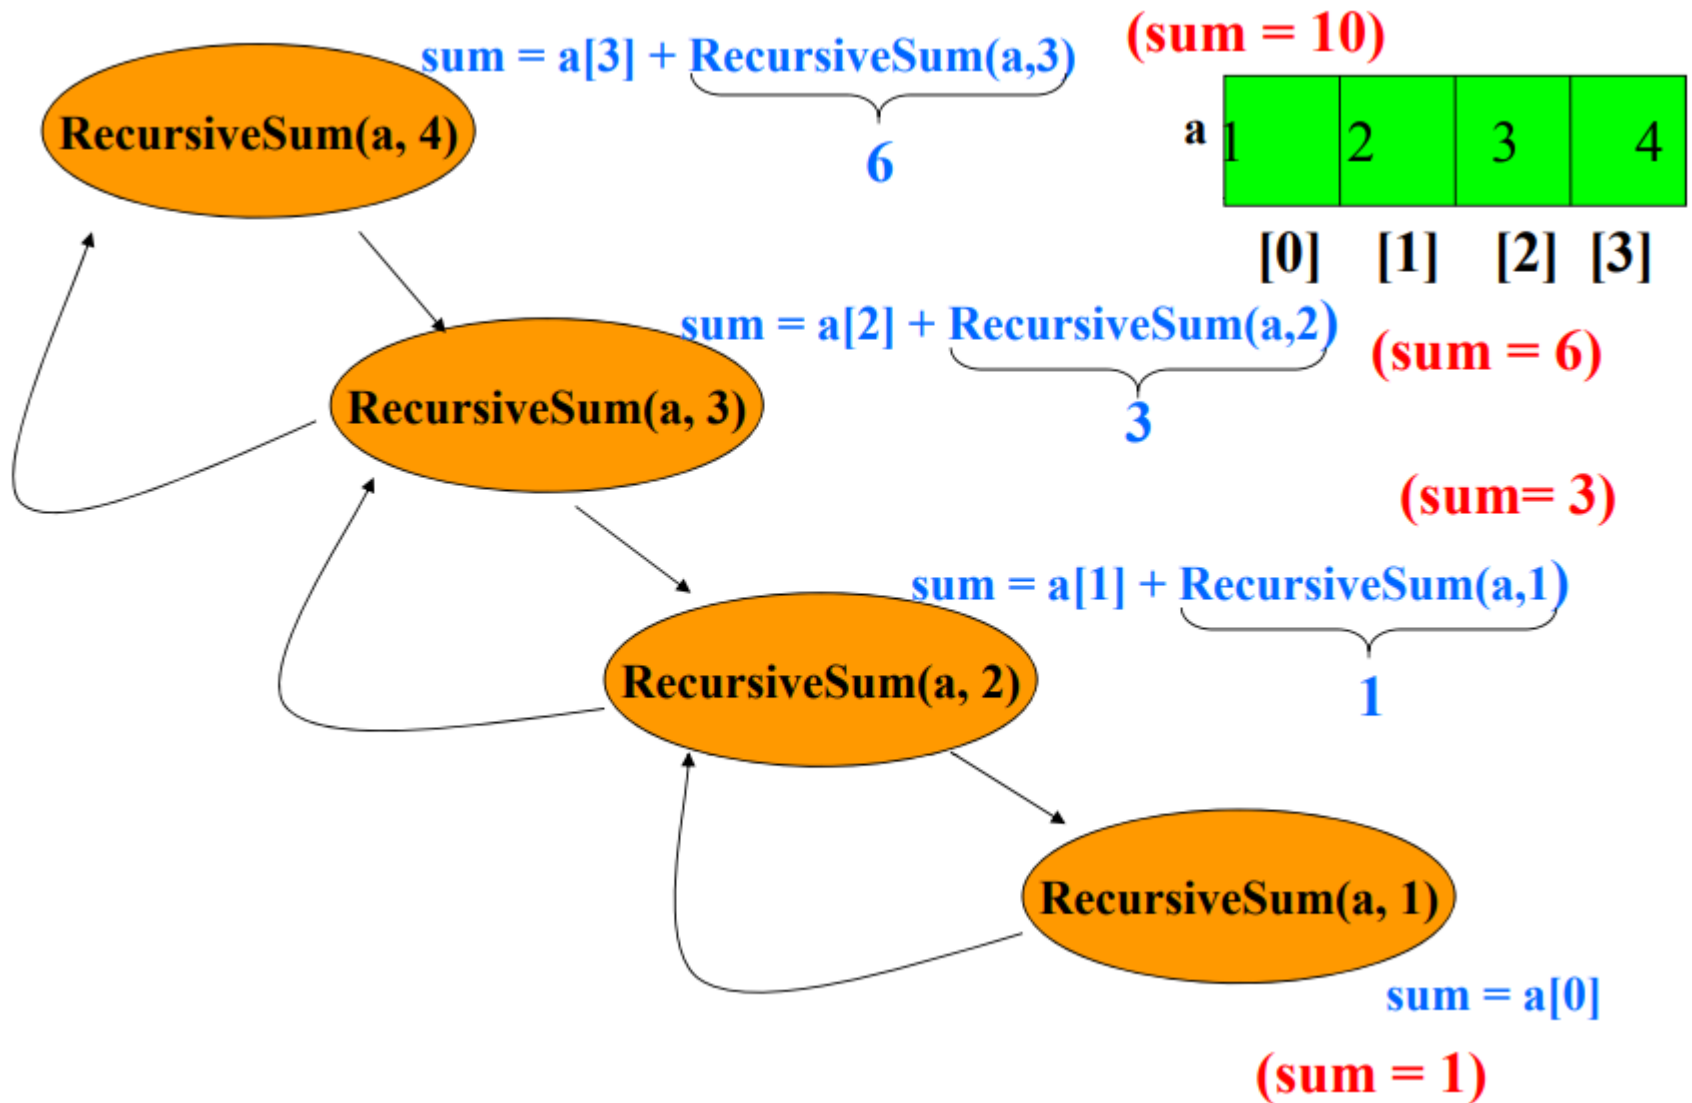 sum = a[3] + RecursiveSum(a,3)
(sum = 10)
RecursiveSum(a, 4)
6
a 1 2 3 4
[0] [1] [2] [3]
sum = a[2] + RecursiveSum(a,2)
(sum = 6)
RecursiveSum(a, 3)
3
(sum= 3)
sum = a[1] + RecursiveSum(a,1)
RecursiveSum(a, 2)
1
RecursiveSum(a, 1)
sum = a[0]
(sum = 1)